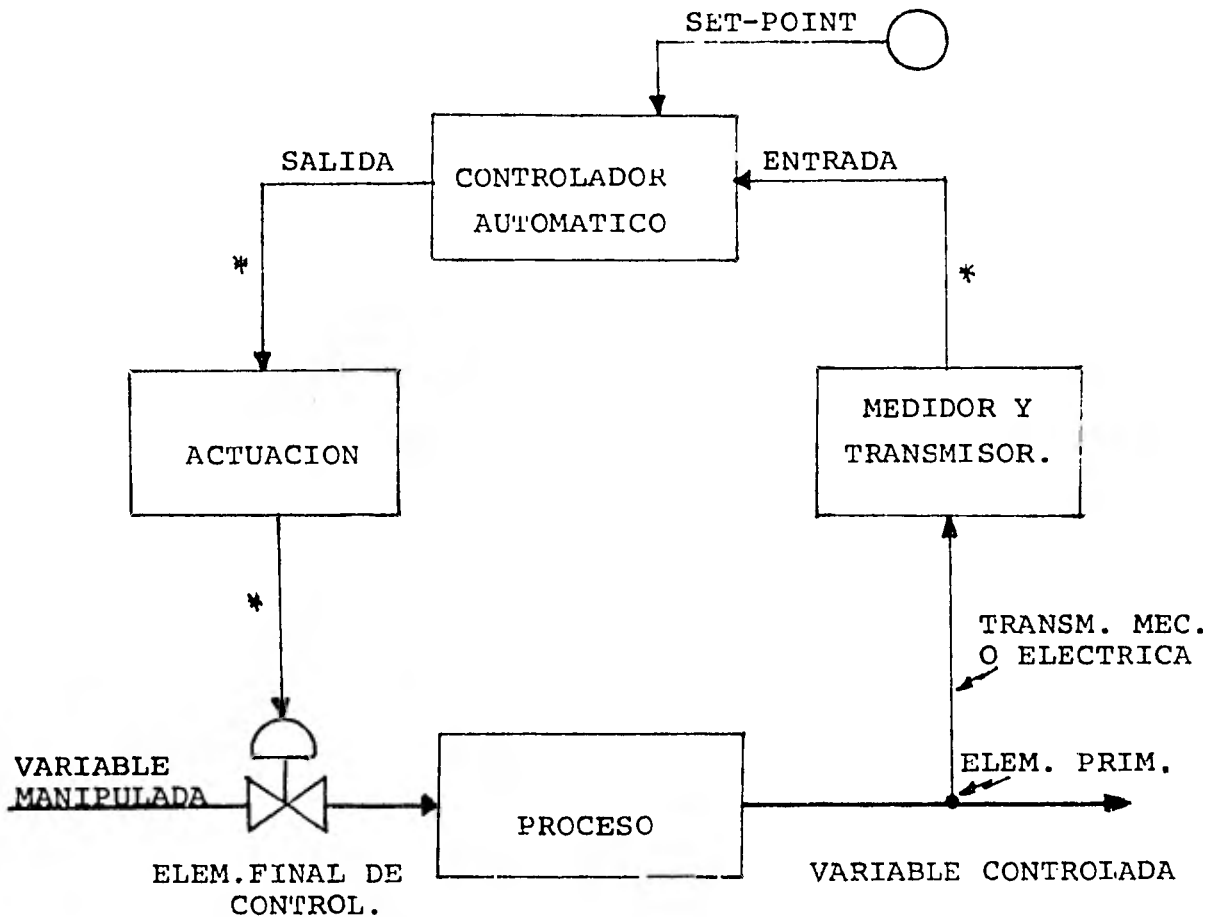 SET-POINT
SALIDA
CONTROLADOR
AUTOMATICO
ENTRADA
*
*
ACTUACION
MEDIDOR Y
TRANSMISOR.
*
TRANSM. MEC.
O ELECTRICA
VARIABLE
MANIPULADA
ELEM. PRIM.
PROCESO
ELEM.FINAL DE
CONTROL.
VARIABLE CONTROLADA